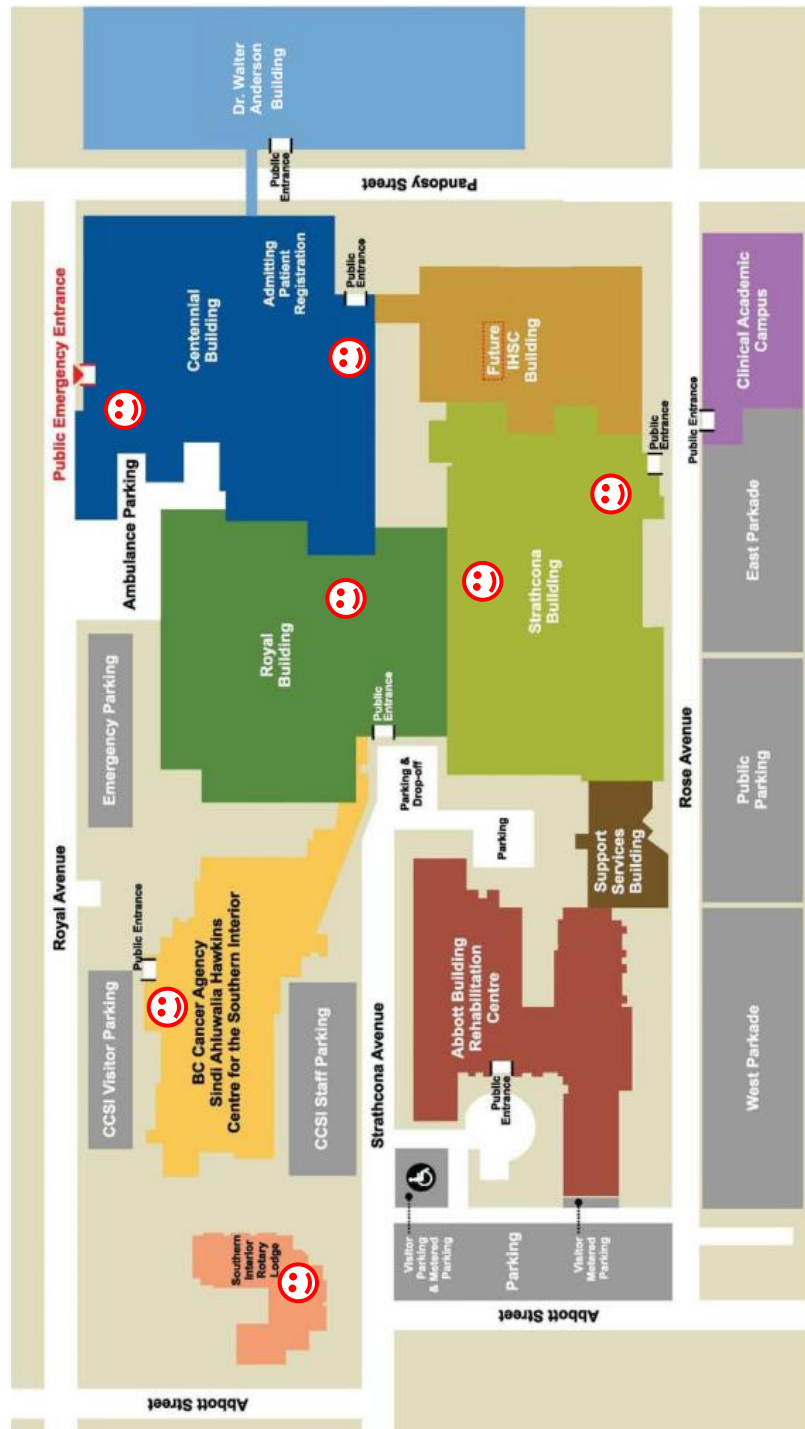 Dr. Walter
Anderson
Building
Public
Entrance
Pandosy Street
Public Emergency Entrance
Centennial
Building
Admitting
Patient
Registration
Public
Entrance
Future
IHSC
Building
Clinical Academic
Campus
Public Entrance
Public
Entrance
Ambulance Parking
East Parkade
Strathcona
Building
Royal
Building
Public
Entrance
Emergency Parking
Parking &
Drop-off
Parking
Rose Avenue
Public
Parking
Support
Services
Building
Royal Avenue
Public Entrance
CCSI Visitor Parking
BC Cancer Agency
Sindi Ahluwalia Hawkins
Centre for the Southern Interior
CCSI Staff Parking
Strathcona Avenue
Abbott Building
Rehabilitation
Centre
Public
Entrance
West Parkade
Southern
Interior
Rotary
Lodge
Visitor
Parking
& Metered
Parking
Parking
Visitor
Metered
Parking
Abbott Street
Abbott Street